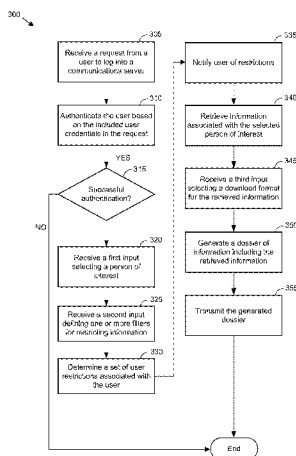 300
305
Receive a request from a
user to log into a
communications server
310
Authenticate the user based
on the included user
credentials in the request
YES
315
Successful
authentication?
NO
320
Receive a first input
selecting a person of
interest
325
Receive a second input
defining one or more filters
for restricting information
330
Determine a set of user
restrictions associated with
the user
335
Notify user of restrictions
340
Retrieve information
associated with the selected
person of interest
345
Receive a third input
selecting a download format
for the retrieved information
350
Generate a dossier of
information including the
retrieved information
355
Transmit the generated
dossier
End